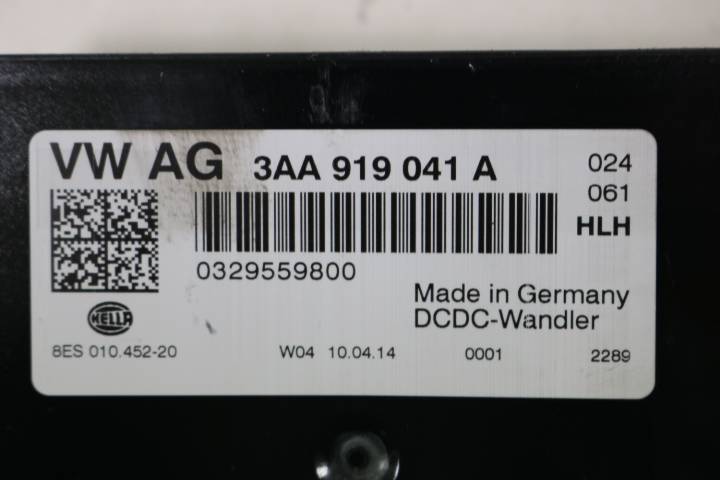 VW AG 3AA 919 041 A 024
061
HLH
0329559800
Made in Germany
DCDC-Wandler
HELLA
8ES 010.452-20 W04 10.04.14 0001 2289